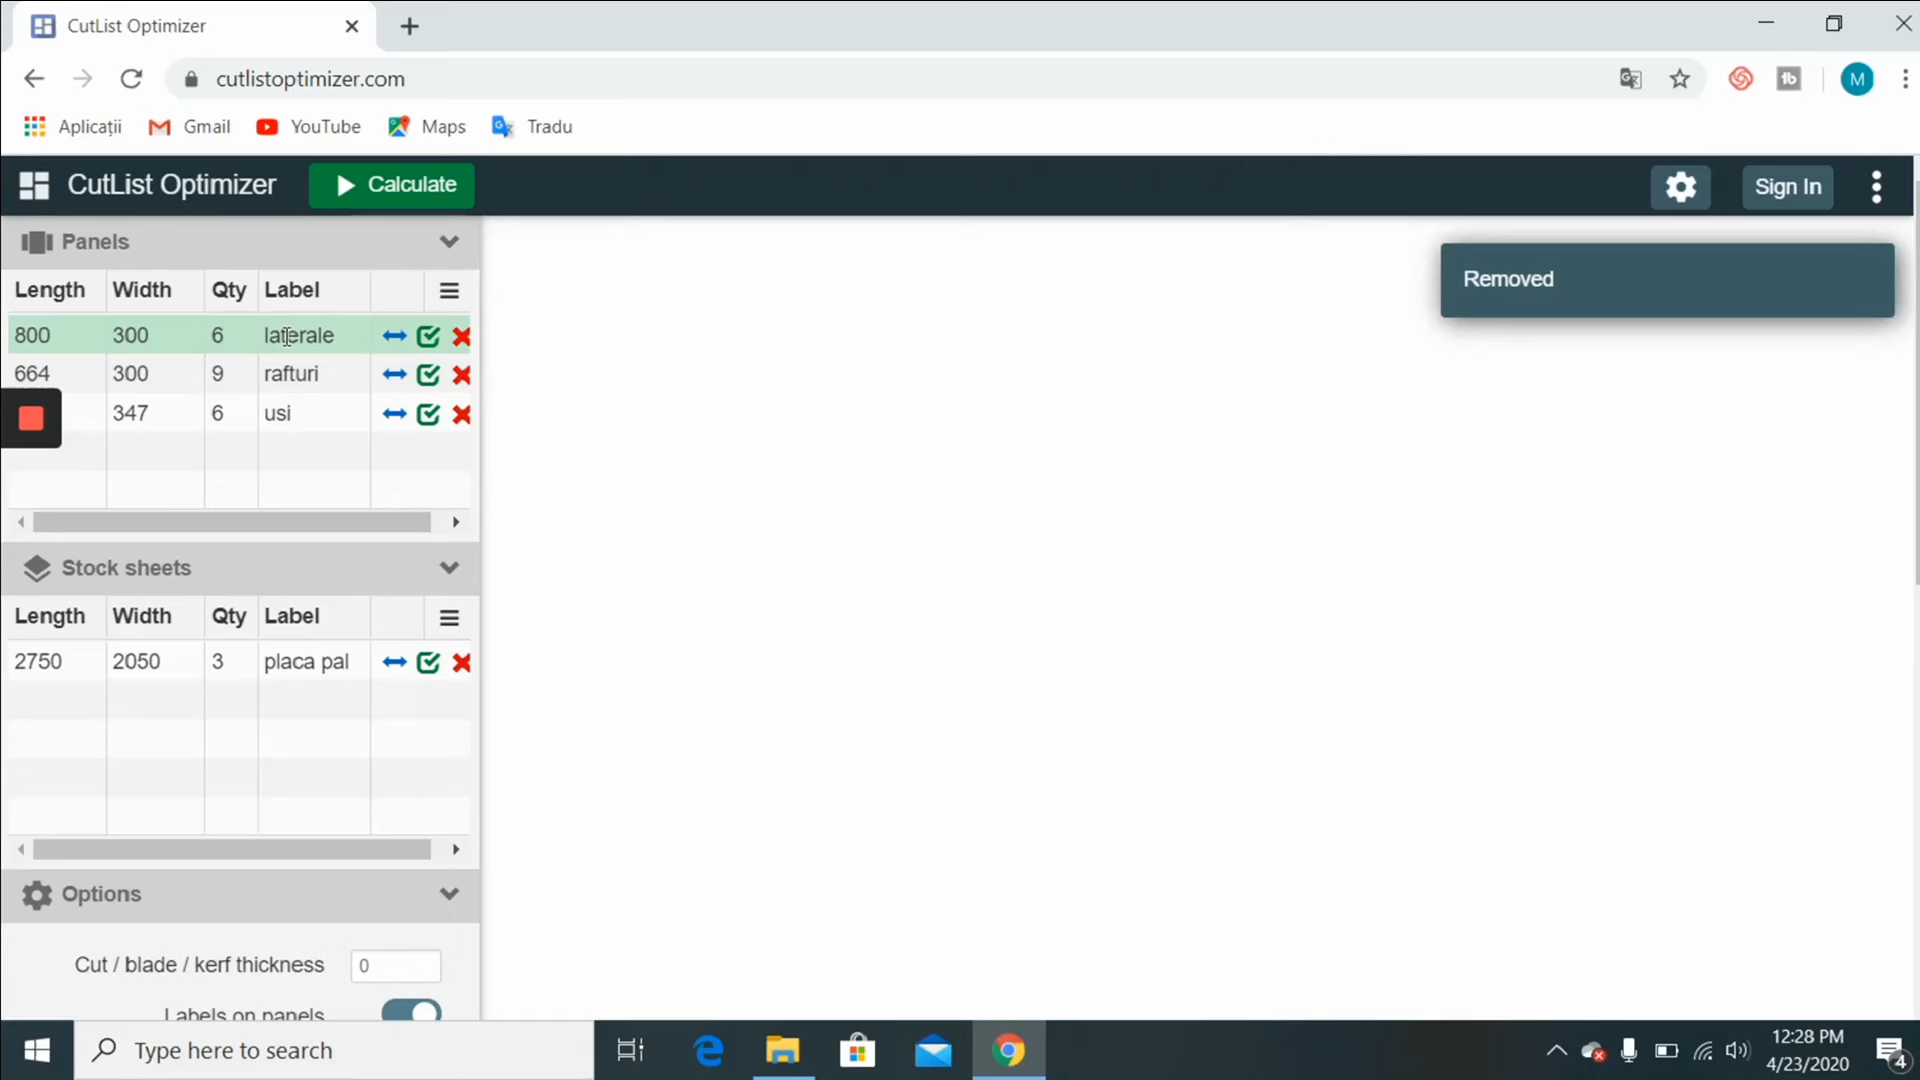 CutList Optimizer
cutlistoptimizer.com
M
Aplicații Gmail YouTube Maps Tradu
CutList Optimizer Calculate Sign In
Panels
Removed
Length Width Qty Label
800 300 6 laterale
664 300 9 rafturi
347 6 usi
Stock sheets
Length Width Qty Label
2750 2050 3 placa pal
Options
Cut / blade / kerf thickness 0
Labels on panels
Type here to search
12:28 PM
4/23/2020
4